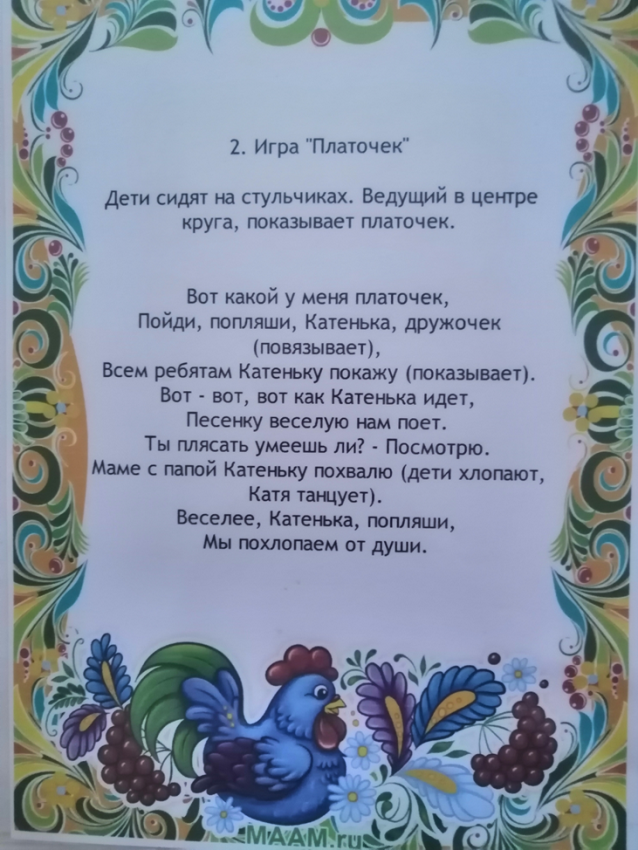 2. Игра "Платочек"
Дети сидят на стульчиках. Ведущий в центре
круга, показывает платочек.
Вот какой у меня платочек,
Пойди, попляши, Катенька, дружочек
(повязывает),
Всем ребятам Катеньку покажу (показывает).
Вот - вот, вот как Катенька идет,
Песенку веселую нам поет.
Ты плясать умеешь ли? - Посмотрю.
Маме с папой Катеньку похвалю (дети хлопают,
Катя танцует).
Веселее, Катенька, попляши,
Мы похлопаем от души.
MAAM.ru